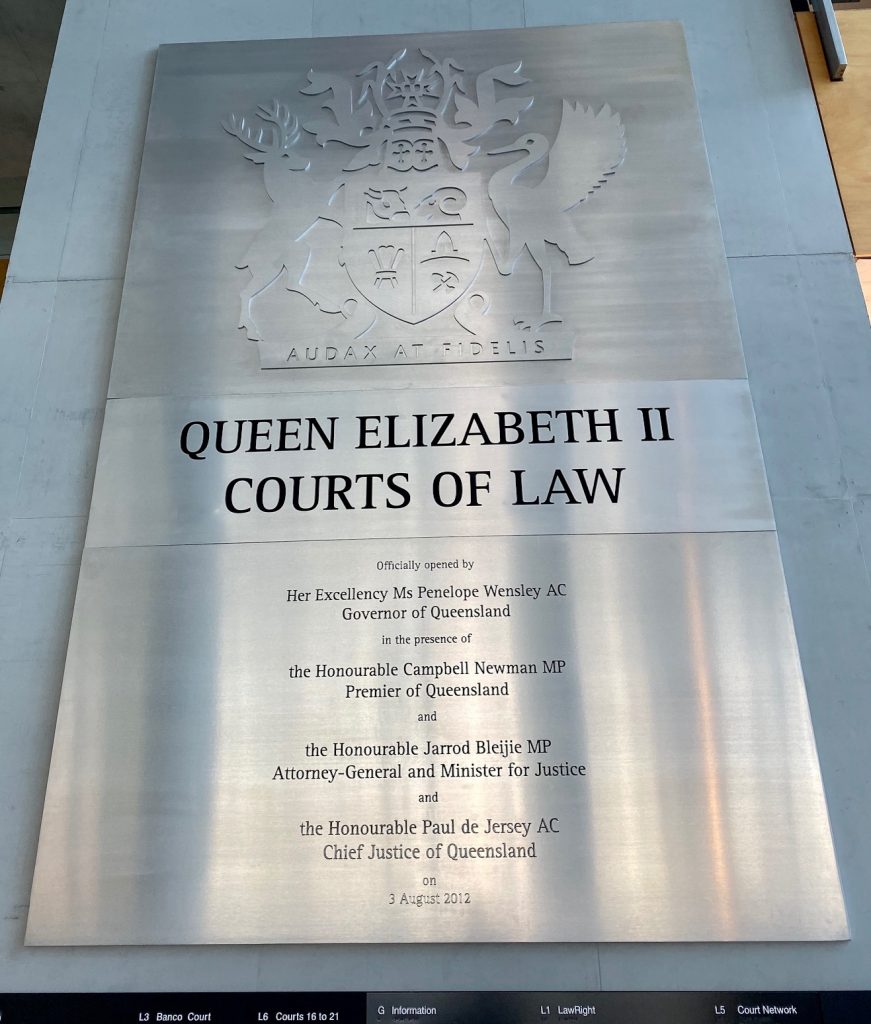 AUDAX AT FIDELIS
QUEEN ELIZABETH II
COURTS OF LAW
Officially opened by
Her Excellency Ms Penelope Wensley AC
Governor of Queensland
in the presence of
the Honourable Campbell Newman MP
Premier of Queensland
and
the Honourable Jarrod Bleijie MP
Attorney-General and Minister for Justice
and
the Honourable Paul de Jersey AC
Chief Justice of Queensland
on
3 August 2012
L3 Banco Court L6 Courts 16 to 21 G Information L1 LawRight L5 Court Network